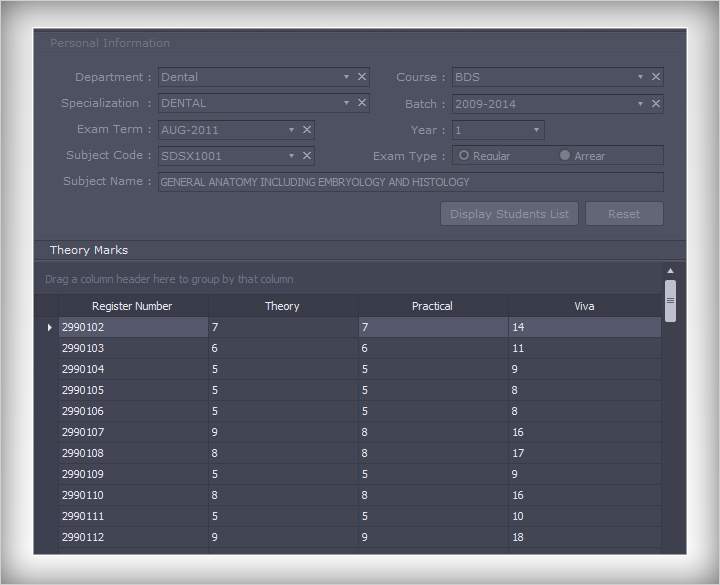 Personal Information
Department : Dental Course : BDS
Specialization : DENTAL Batch : 2009-2014
Exam Term : AUG-2011 Year : 1
Subject Code : SDSX1001 Exam Type : Regular Arrear
Subject Name : GENERAL ANATOMY INCLUDING EMBRYOLOGY AND HISTOLOGY
Display Students List Reset
Theory Marks
Drag a column header here to group by that column
Register Number Theory Practical Viva
2990102 7 7 14
2990103 6 6 11
2990104 5 5 9
2990105 5 5 8
2990106 5 5 8
2990107 9 8 16
2990108 8 8 17
2990109 5 5 9
2990110 8 8 16
2990111 5 5 10
2990112 9 9 18